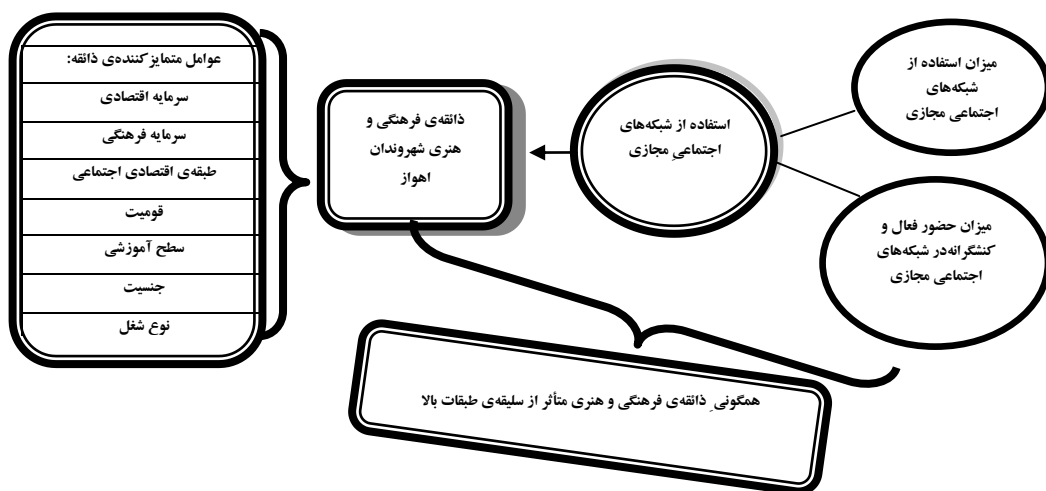 میزان استفاده از
شبکه‌های
اجتماعی مجازی
میزان حضور فعال و
کنشگرانه‌در شبکه‌های
اجتماعی مجازی
استفاده از شبکه‌های
اجتماعیِ مجازی
ذائقه‌ی فرهنگی و
هنری شهروندان
اهواز
عوامل متمایزکننده‌ی ذائقه:
سرمایه اقتصادی
سرمایه فرهنگی
طبقه‌ی اقتصادی اجتماعی
قومیت
سطح آموزشی
جنسیت
نوع شغل
همگونی ِ ذائقه‌ی فرهنگی و هنری متأثر از سلیقه‌ی طبقات بالا